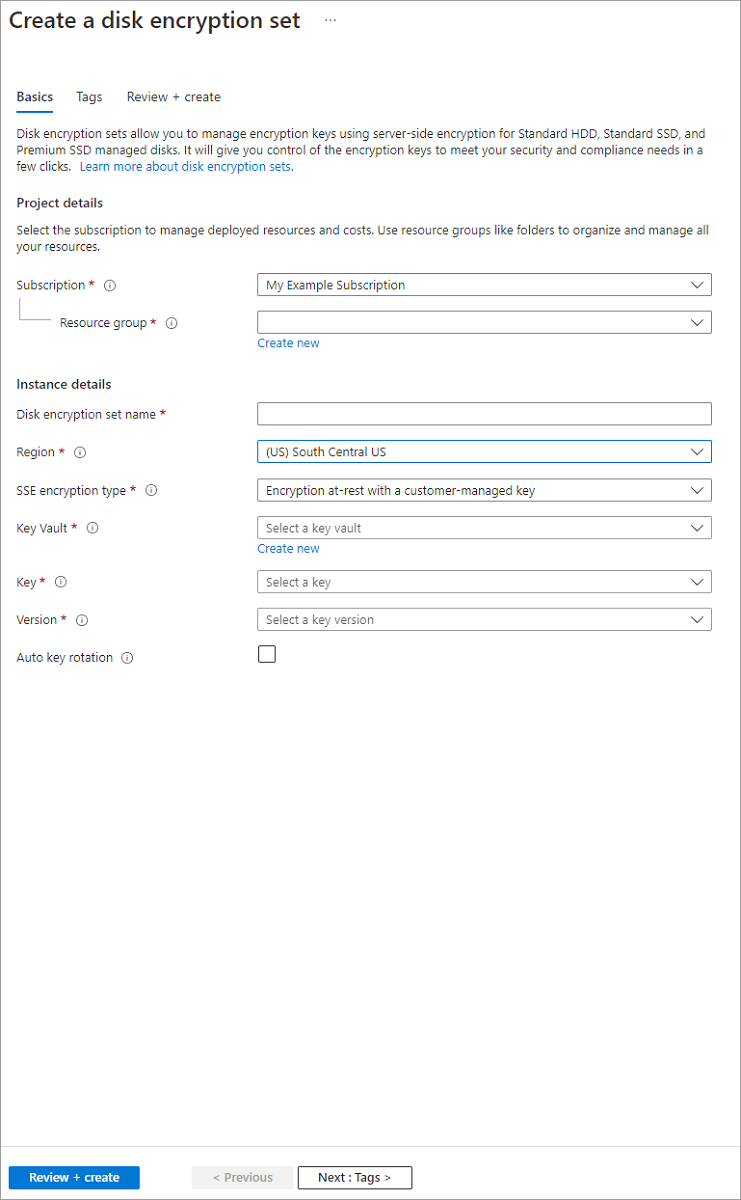 Create a disk encryption set ...
Basics Tags Review + create
Disk encryption sets allow you to manage encryption keys using server-side encryption for Standard HDD, Standard SSD, and
Premium SSD managed disks. It will give you control of the encryption keys to meet your security and compliance needs in a
few clicks. Learn more about disk encryption sets.
Project details
Select the subscription to manage deployed resources and costs. Use resource groups like folders to organize and manage all
your resources.
Subscription * My Example Subscription
Resource group *
Create new
Instance details
Disk encryption set name *
Region * (US) South Central US
SSE encryption type * Encryption at-rest with a customer-managed key
Key Vault * Select a key vault
Create new
Key * Select a key
Version * Select a key version
Auto key rotation
Review + create < Previous Next : Tags >